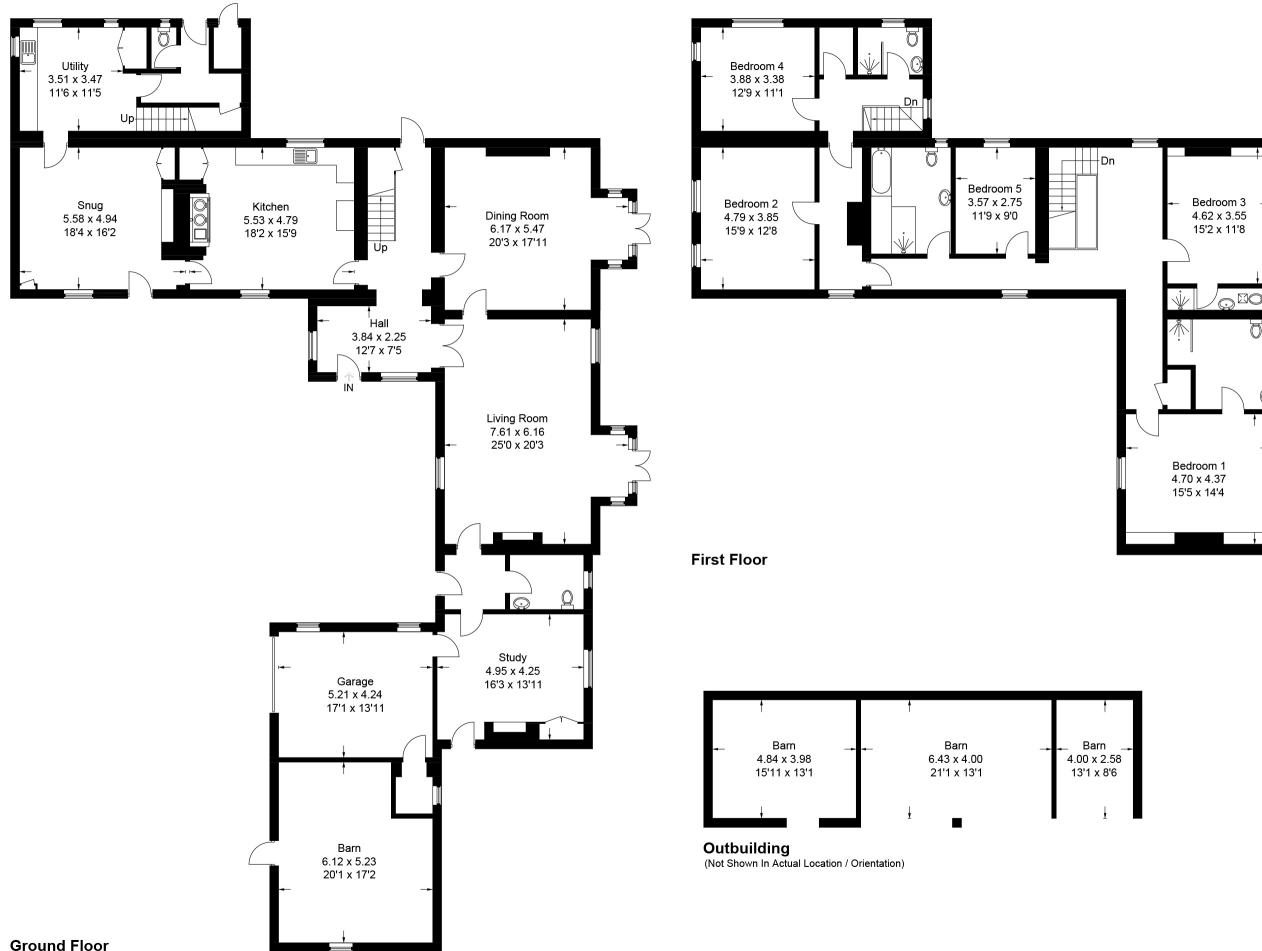 Utility
3.51 x 3.47
11'6 x 11'5
Up
Snug
5.58 x 4.94
18'4 x 16'2
Kitchen
5.53 x 4.79
18'2 x 15'9
Up
Dining Room
6.17 x 5.47
20'3 x 17'11
Hall
3.84 x 2.25
12'7 x 7'5
IN
Living Room
7.61 x 6.16
25'0 x 20'3
Study
4.95 x 4.25
16'3 x 13'11
Garage
5.21 x 4.24
17'1 x 13'11
Barn
6.12 x 5.23
20'1 x 17'2
Ground Floor
Bedroom 4
3.88 x 3.38
12'9 x 11'1
Dn
Bedroom 2
4.79 x 3.85
15'9 x 12'8
Bedroom 5
3.57 x 2.75
11'9 x 9'0
Dn
Bedroom 3
4.62 x 3.55
15'2 x 11'8
Bedroom 1
4.70 x 4.37
15'5 x 14'4
First Floor
Barn
4.84 x 3.98
15'11 x 13'1
Barn
6.43 x 4.00
21'1 x 13'1
Barn
4.00 x 2.58
13'1 x 8'6
Outbuilding
(Not Shown In Actual Location / Orientation)